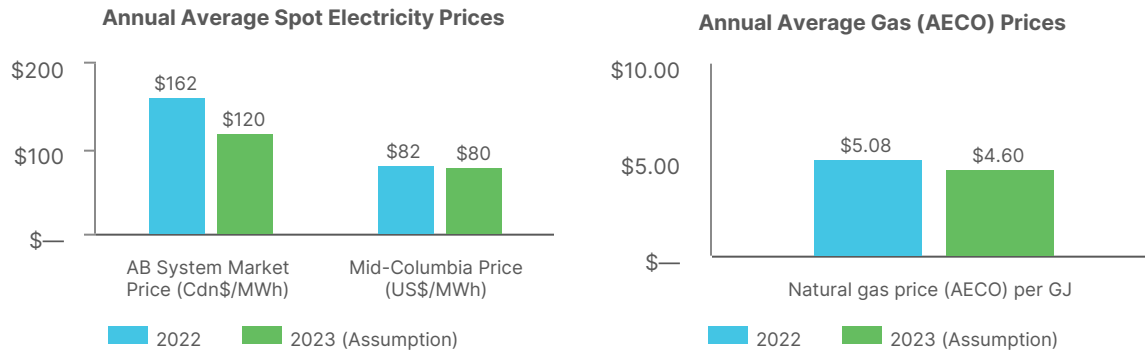 Annual Average Spot Electricity Prices
$200
$100
$—
$162
$120
$82
$80
AB System Market
Price (Cdn$/MWh)
Mid-Columbia Price
(US$/MWh)
2022
2023 (Assumption)
Annual Average Gas (AECO) Prices
$10.00
$5.00
$—
$5.08
$4.60
Natural gas price (AECO) per GJ
2022
2023 (Assumption)